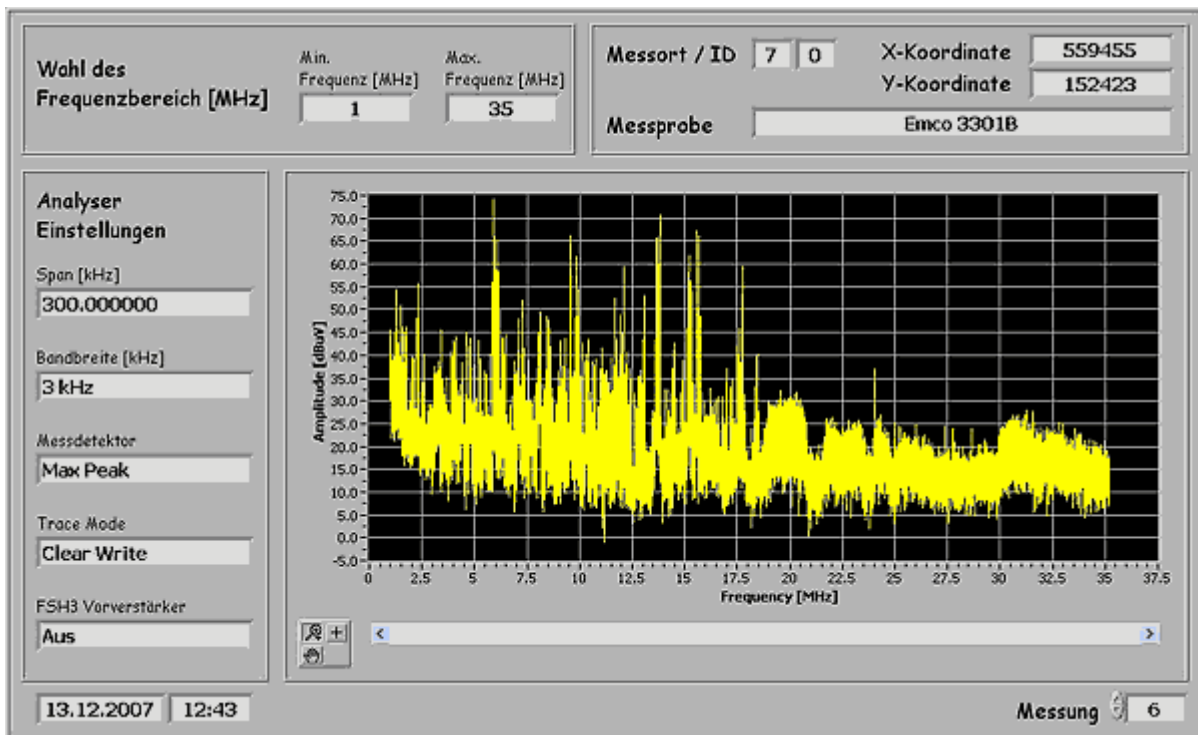 Wahl des
Frequenzbereich [MHz]
Min.
Frequenz [MHz]
1
Max.
Frequenz [MHz]
35
Messort / ID 7 0
X-Koordinate 559455
Y-Koordinate 152423
Messprobe Emco 3301B
Analyser
Einstellungen
Span [kHz]
300.000000
Bandbreite [kHz]
3 kHz
Messdetektor
Max Peak
Trace Mode
Clear Write
FSH3 Vorverstärker
Aus
Amplitude [dBuV]
75.0
70.0
65.0
60.0
55.0
50.0
45.0
40.0
35.0
30.0
25.0
20.0
15.0
10.0
5.0
0.0
-5.0
0 2.5 5 7.5 10 12.5 15 17.5 20 22.5 25 27.5 30 32.5 35 37.5
Frequency [MHz]
13.12.2007 12:43
Messung 6